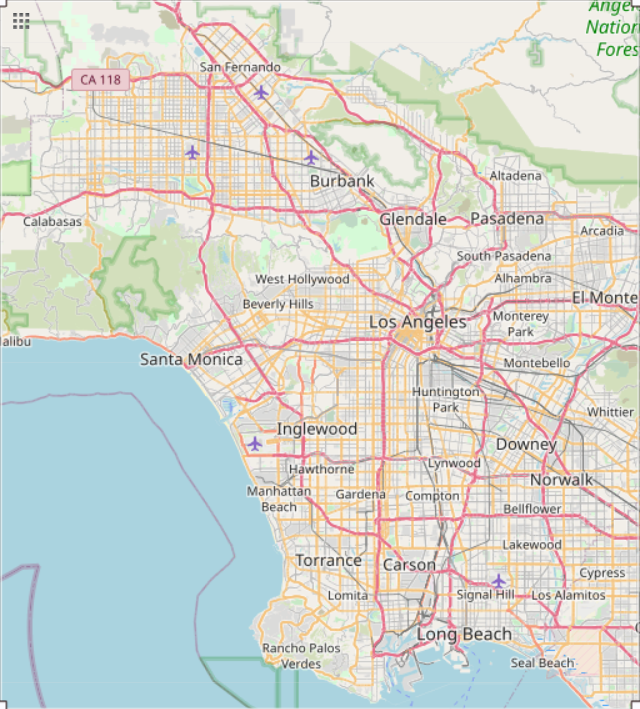 Ange
Nation
Fores
San Fernando
CA 118
Burbank
Altadena
Calabasas
Glendale
Pasadena
Arcadia
South Pasadena
West Hollywood
Alhambra
Beverly Hills
El Monte
Los Angeles
Monterey
Park
alibu
Santa Monica
Montebello
Huntington
Park
Whittier
Inglewood
Downey
Hawthorne
Lynwood
Norwalk
Manhattan
Beach
Gardena
Compton
Bellflower
Lakewood
Torrance
Carson
Cypress
Lomita
Signal Hill
Los Alamitos
Long Beach
Rancho Palos
Verdes
Seal Beach